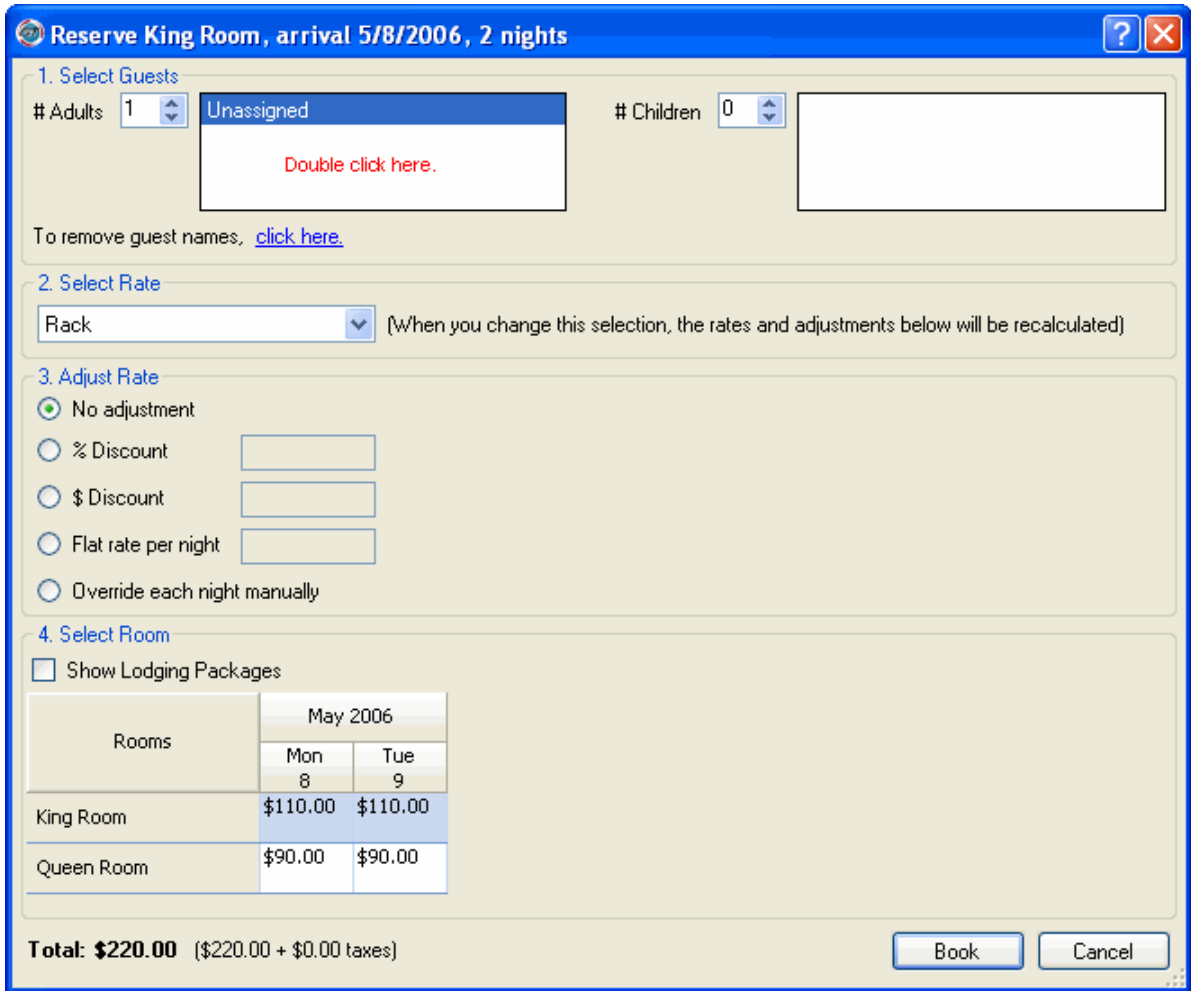 Reserve King Room, arrival 5/8/2006, 2 nights
1. Select Guests
# Adults 1 Unassigned # Children 0
Double click here.
To remove guest names, click here.
2. Select Rate
Rack (When you change this selection, the rates and adjustments below will be recalculated)
3. Adjust Rate
No adjustment
% Discount
$ Discount
Flat rate per night
Override each night manually
4. Select Room
Show Lodging Packages
Rooms May 2006
Mon Tue
8 9
King Room $110.00 $110.00
Queen Room $90.00 $90.00
Total: $220.00 ($220.00 + $0.00 taxes) Book Cancel